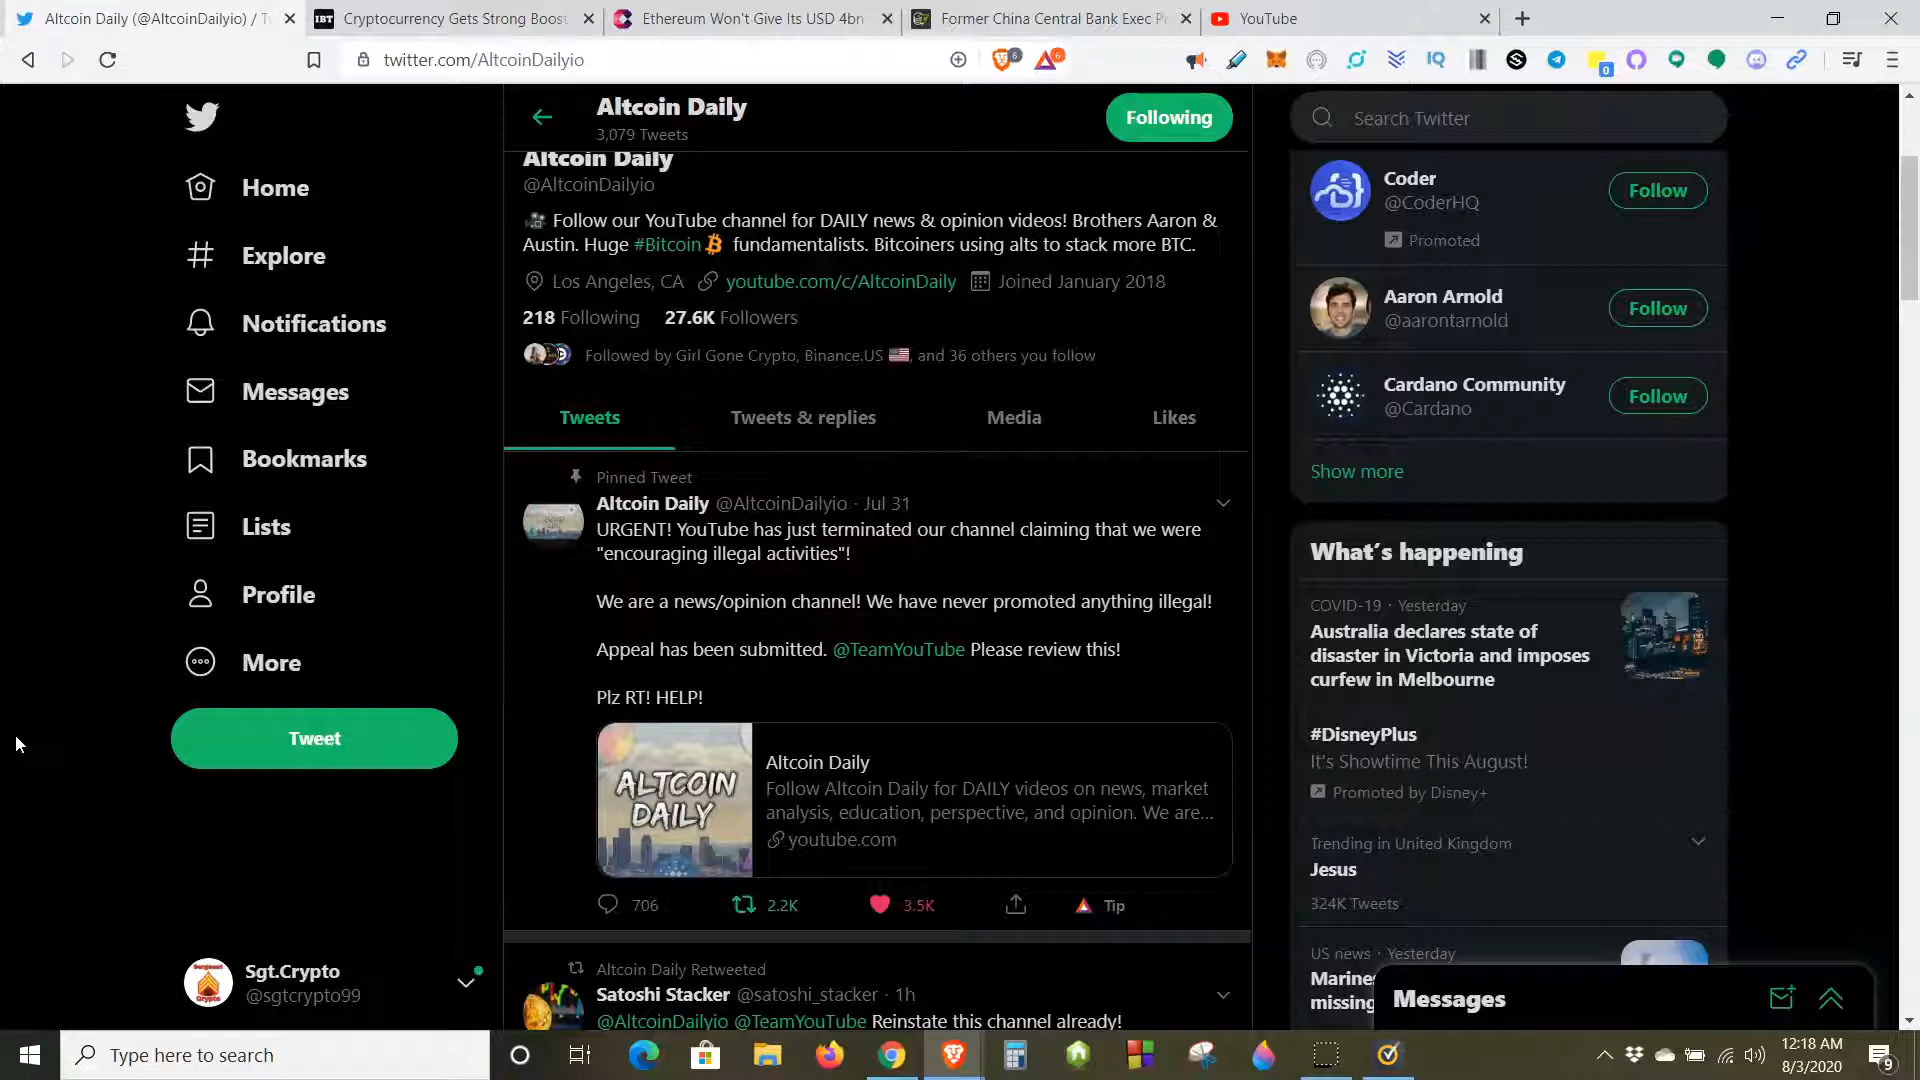 Altcoin Daily (@AltcoinDailyio) / T
Cryptocurrency Gets Strong Boost
Ethereum Won't Give Its USD 4bn
Former China Central Bank Exec P
YouTube
twitter.com/AltcoinDailyio
6
6
IQ
0
Altcoin Daily
3,079 Tweets
Following
Search Twitter
Home
Explore
Notifications
Messages
Bookmarks
Lists
Profile
More
Tweet
Sgt.Crypto
@sgtcrypto99
Altcoin Daily
@AltcoinDailyio
Follow our YouTube channel for DAILY news & opinion videos! Brothers Aaron &
Austin. Huge #Bitcoin fundamentalists. Bitcoiners using alts to stack more BTC.
Los Angeles, CA youtube.com/c/AltcoinDaily Joined January 2018
218 Following 27.6K Followers
Followed by Girl Gone Crypto, Binance.US 🇺🇸, and 36 others you follow
Tweets Tweets & replies Media Likes
Pinned Tweet
Altcoin Daily @AltcoinDailyio · Jul 31
URGENT! YouTube has just terminated our channel claiming that we were
"encouraging illegal activities"!
We are a news/opinion channel! We have never promoted anything illegal!
Appeal has been submitted. @TeamYouTube Please review this!
Plz RT! HELP!
ALTCOIN
DAILY
Altcoin Daily
Follow Altcoin Daily for DAILY videos on news, market
analysis, education, perspective, and opinion. We are...
youtube.com
706 2.2K 3.5K Tip
Altcoin Daily Retweeted
Satoshi Stacker @satoshi_stacker · 1h
@AltcoinDailyio @TeamYouTube Reinstate this channel already!
Coder
@CoderHQ
Follow
Promoted
Aaron Arnold
@aarontarnold
Follow
Cardano Community
@Cardano
Follow
Show more
What's happening
COVID-19 · Yesterday
Australia declares state of
disaster in Victoria and imposes
curfew in Melbourne
#DisneyPlus
It's Showtime This August!
Promoted by Disney+
Trending in United Kingdom
Jesus
324K Tweets
US news · Yesterday
Marine
missing
Messages
Type here to search
12:18 AM
8/3/2020
9